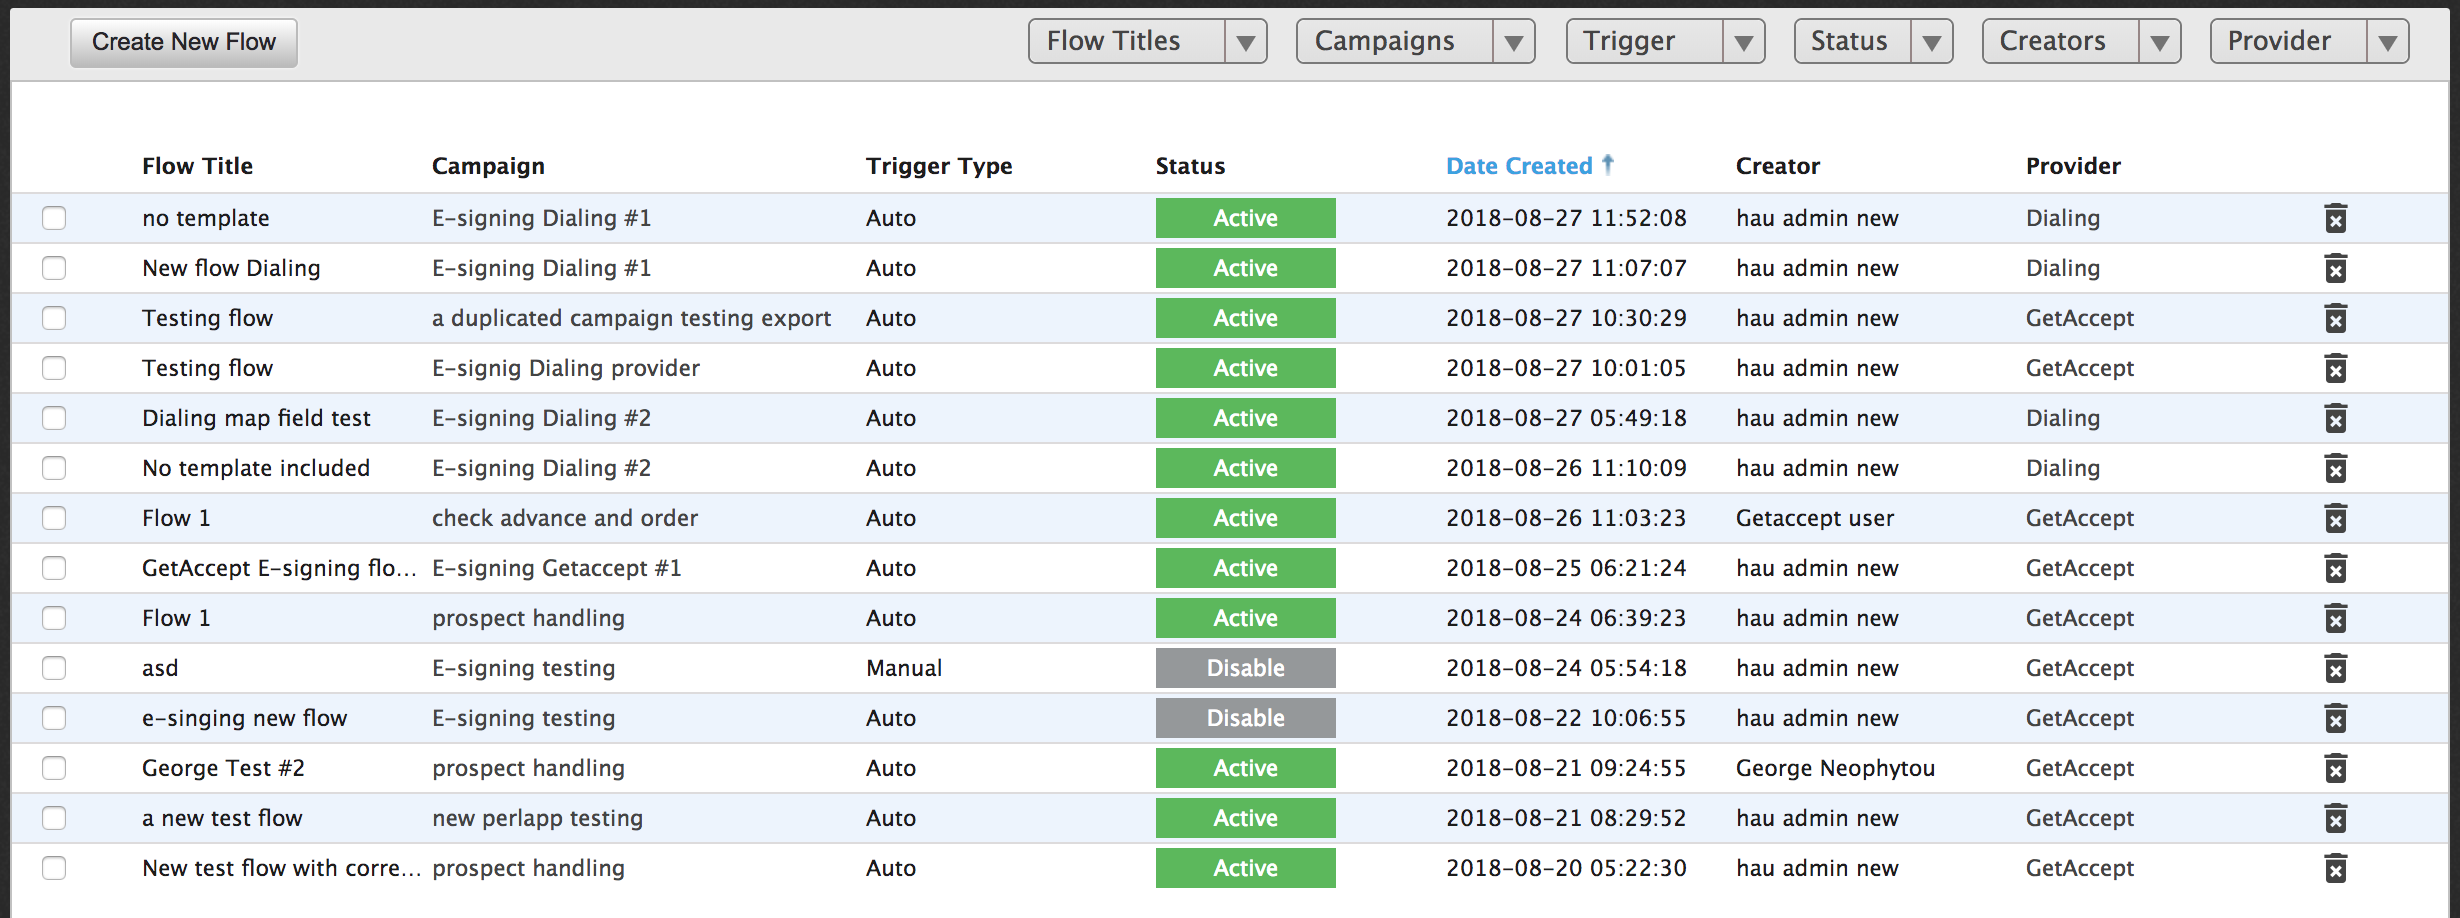 Create New Flow Flow Titles Campaigns Trigger Status Creators Provider
Flow Title Campaign Trigger Type Status Date Created Creator Provider
no template E-signing Dialing #1 Auto Active 2018-08-27 11:52:08 hau admin new Dialing
New flow Dialing E-signing Dialing #1 Auto Active 2018-08-27 11:07:07 hau admin new Dialing
Testing flow a duplicated campaign testing export Auto Active 2018-08-27 10:30:29 hau admin new GetAccept
Testing flow E-signig Dialing provider Auto Active 2018-08-27 10:01:05 hau admin new GetAccept
Dialing map field test E-signing Dialing #2 Auto Active 2018-08-27 05:49:18 hau admin new Dialing
No template included E-signing Dialing #2 Auto Active 2018-08-26 11:10:09 hau admin new Dialing
Flow 1 check advance and order Auto Active 2018-08-26 11:03:23 Getaccept user GetAccept
GetAccept E-signing flo... E-signing Getaccept #1 Auto Active 2018-08-25 06:21:24 hau admin new GetAccept
Flow 1 prospect handling Auto Active 2018-08-24 06:39:23 hau admin new GetAccept
asd E-signing testing Manual Disable 2018-08-24 05:54:18 hau admin new GetAccept
e-singing new flow E-signing testing Auto Disable 2018-08-22 10:06:55 hau admin new GetAccept
George Test #2 prospect handling Auto Active 2018-08-21 09:24:55 George Neophytou GetAccept
a new test flow new perlapp testing Auto Active 2018-08-21 08:29:52 hau admin new GetAccept
New test flow with corre... prospect handling Auto Active 2018-08-20 05:22:30 hau admin new GetAccept